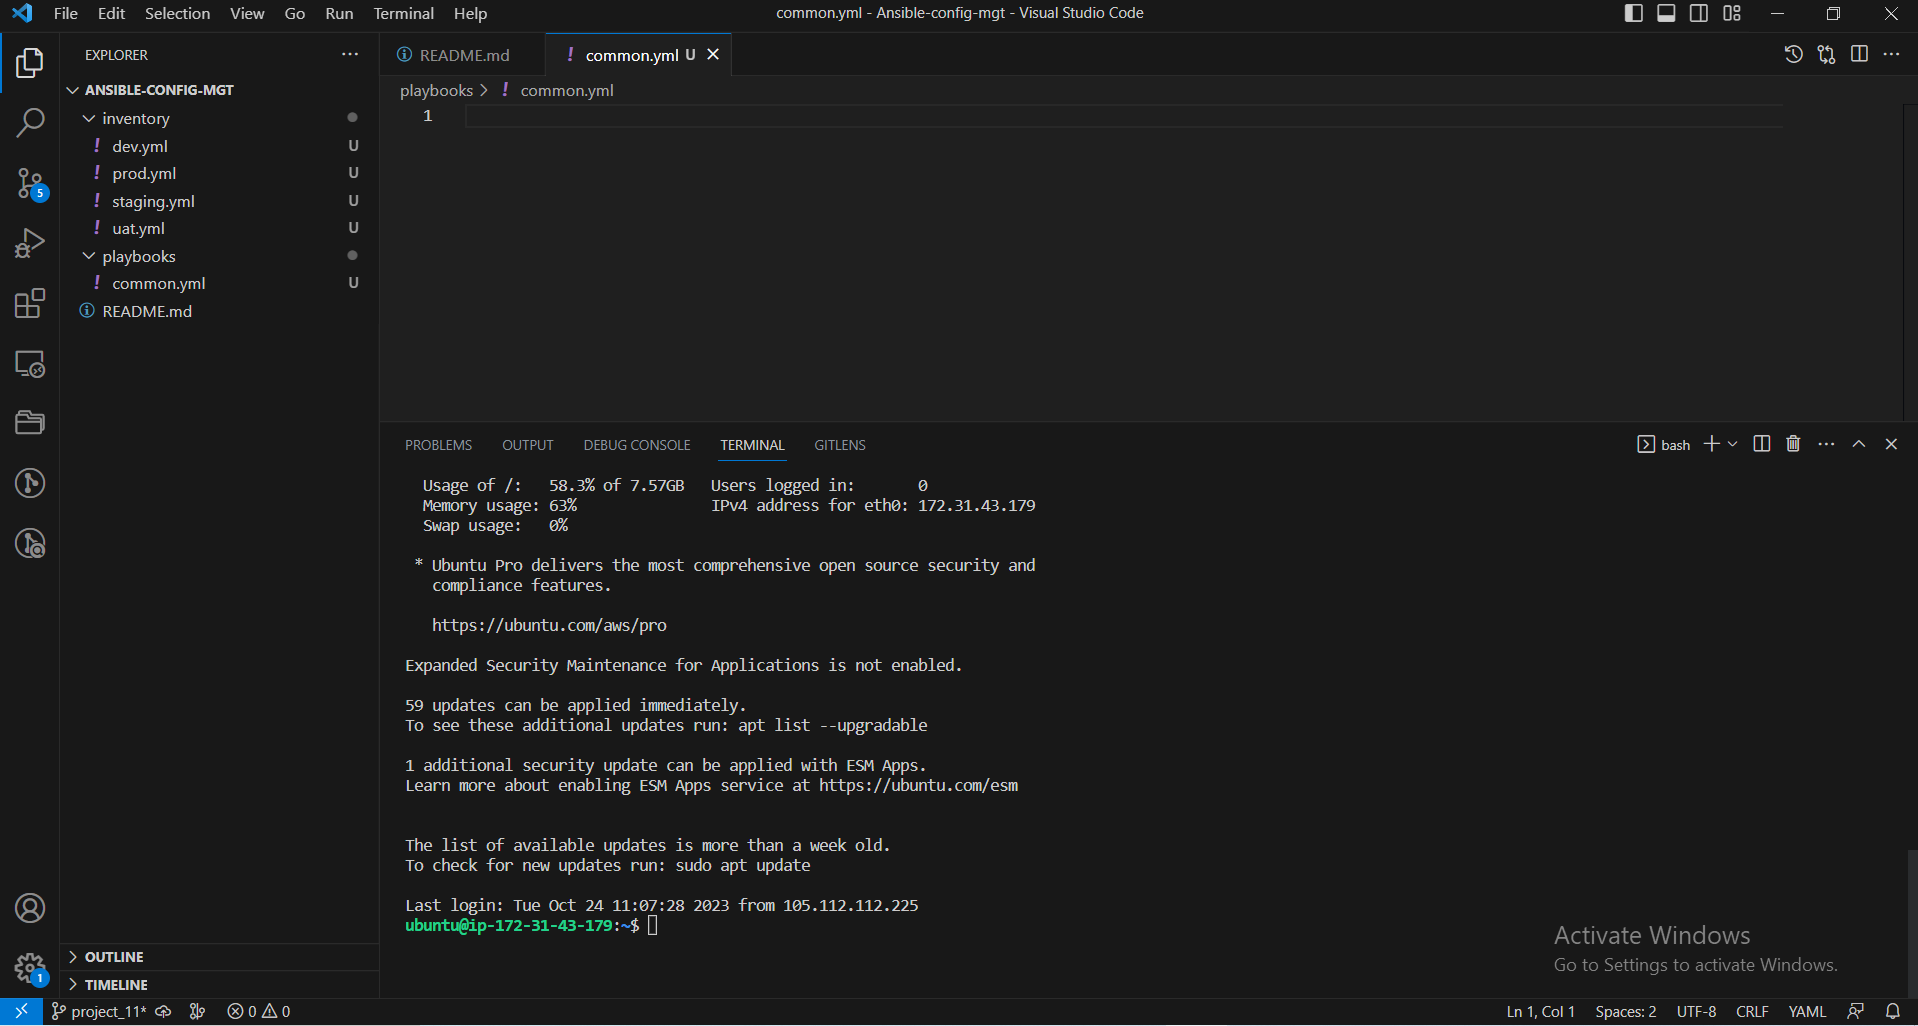 File Edit Selection View Go Run Terminal Help
common.yml - Ansible-config-mgt - Visual Studio Code
EXPLORER
ANSIBLE-CONFIG-MGT
inventory
! dev.yml U
! prod.yml U
! staging.yml U
! uat.yml U
playbooks
! common.yml U
README.md
5
OUTLINE
TIMELINE
1
README.md
! common.yml U
playbooks > ! common.yml
1
PROBLEMS OUTPUT DEBUG CONSOLE TERMINAL GITLENS
bash
Usage of /: 58.3% of 7.57GB Users logged in: 0
Memory usage: 63% IPv4 address for eth0: 172.31.43.179
Swap usage: 0%
* Ubuntu Pro delivers the most comprehensive open source security and
compliance features.
https://ubuntu.com/aws/pro
Expanded Security Maintenance for Applications is not enabled.
59 updates can be applied immediately.
To see these additional updates run: apt list --upgradable
1 additional security update can be applied with ESM Apps.
Learn more about enabling ESM Apps service at https://ubuntu.com/esm
The list of available updates is more than a week old.
To check for new updates run: sudo apt update
Last login: Tue Oct 24 11:07:28 2023 from 105.112.112.225
ubuntu@ip-172-31-43-179:~$
Activate Windows
Go to Settings to activate Windows.
project_11* 0 0
Ln 1, Col 1 Spaces: 2 UTF-8 CRLF YAML